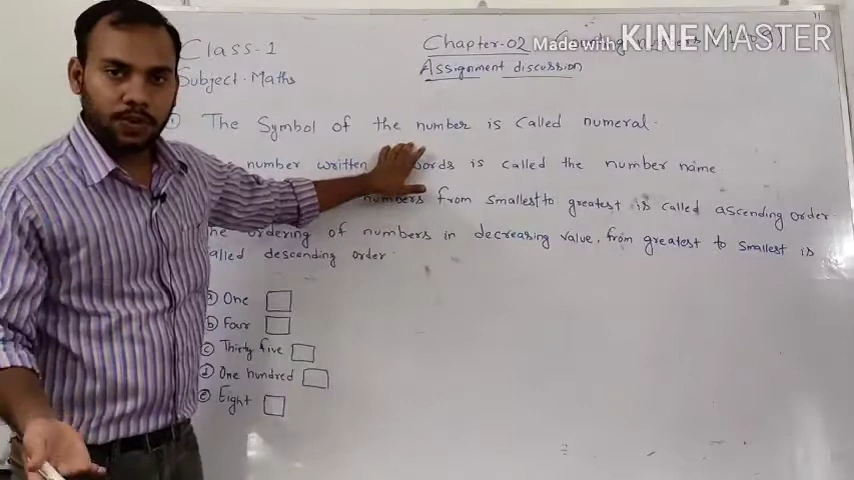 Class-1
Subject. Maths
Chapter-02
Assignment discussion
Made with KINEMASTER
① The Symbol of the number is called numeral.
number written words is called the number name
numbers from smallest to greatest is called ascending order.
ordering of numbers in decreasing value, from greatest to smallest is
called descending order.
ⓐ One
ⓑ Four
ⓒ Thirty five
ⓓ One hundred
ⓔ Eight